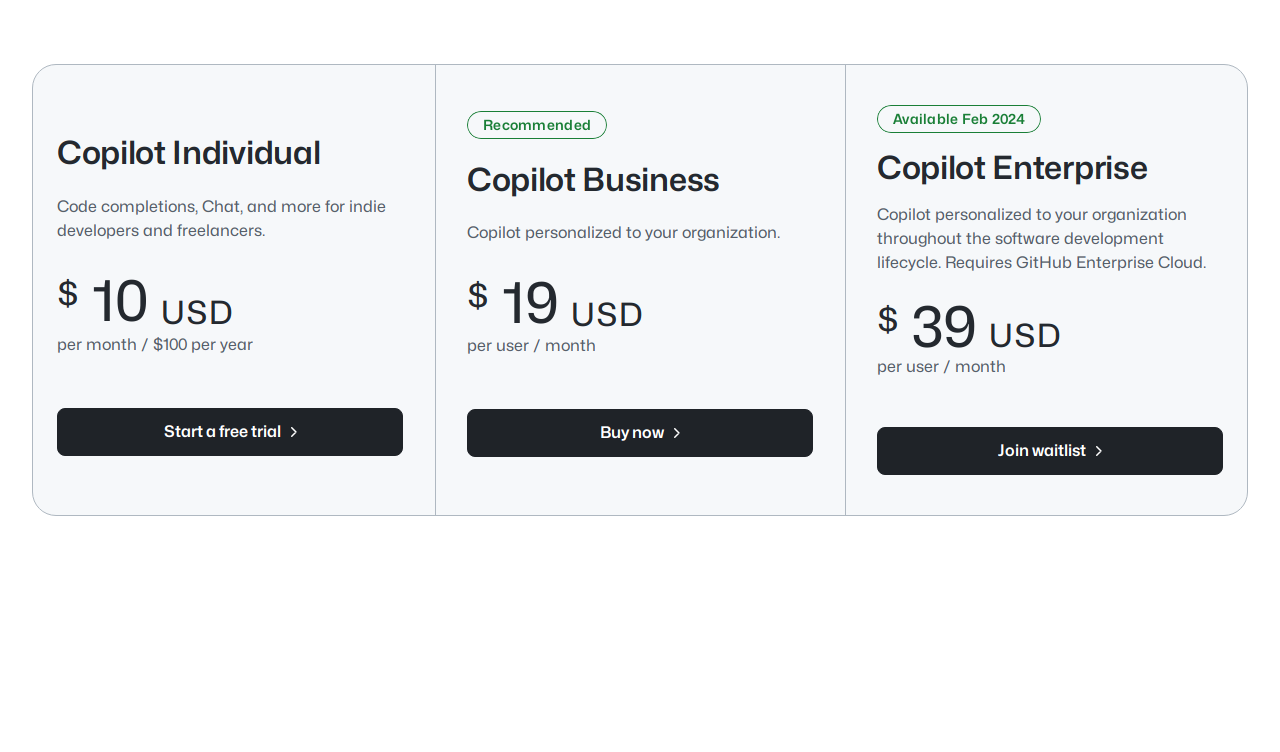 Copilot Individual
Code completions, Chat, and more for indie
developers and freelancers.
$ 10 USD
per month / $100 per year
Start a free trial
Recommended
Copilot Business
Copilot personalized to your organization.
$ 19 USD
per user / month
Buy now
Available Feb 2024
Copilot Enterprise
Copilot personalized to your organization
throughout the software development
lifecycle. Requires GitHub Enterprise Cloud.
$ 39 USD
per user / month
Join waitlist